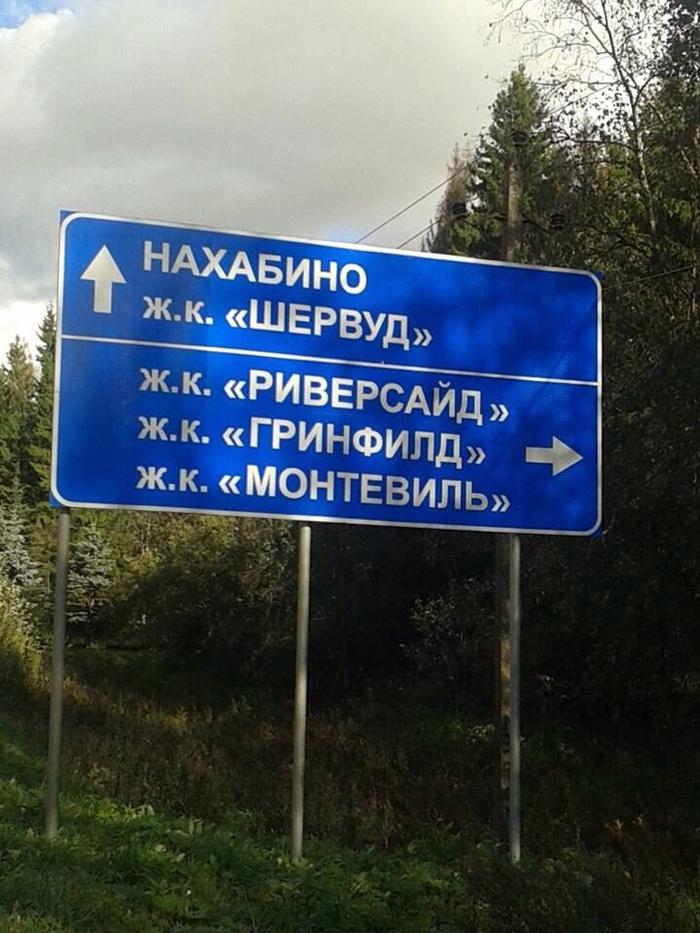 НАХАБИНО
Ж.К. «ШЕРВУД»
Ж.К. «РИВЕРСАЙД»
Ж.К. «ГРИНФИЛД»
Ж.К. «МОНТЕВИЛЬ»